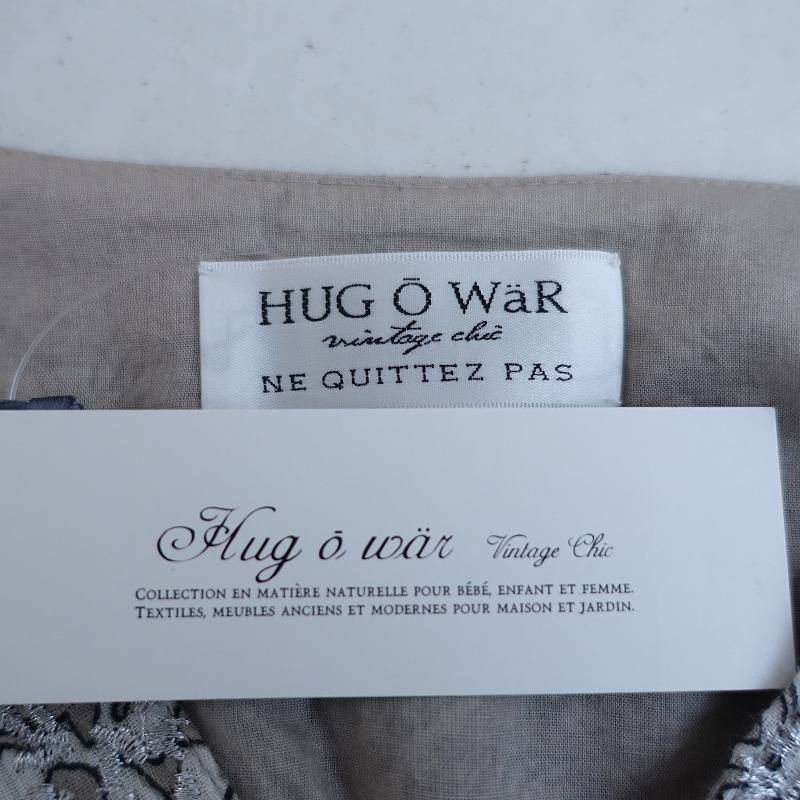 HUG Ō WäR
vintage chic
NE QUITTEZ PAS
Hug ō wär Vintage Chic
COLLECTION EN MATIÈRE NATURELLE POUR BÉBÉ, ENFANT ET FEMME.
TEXTILES, MEUBLES ANCIENS ET MODERNES POUR MAISON ET JARDIN.